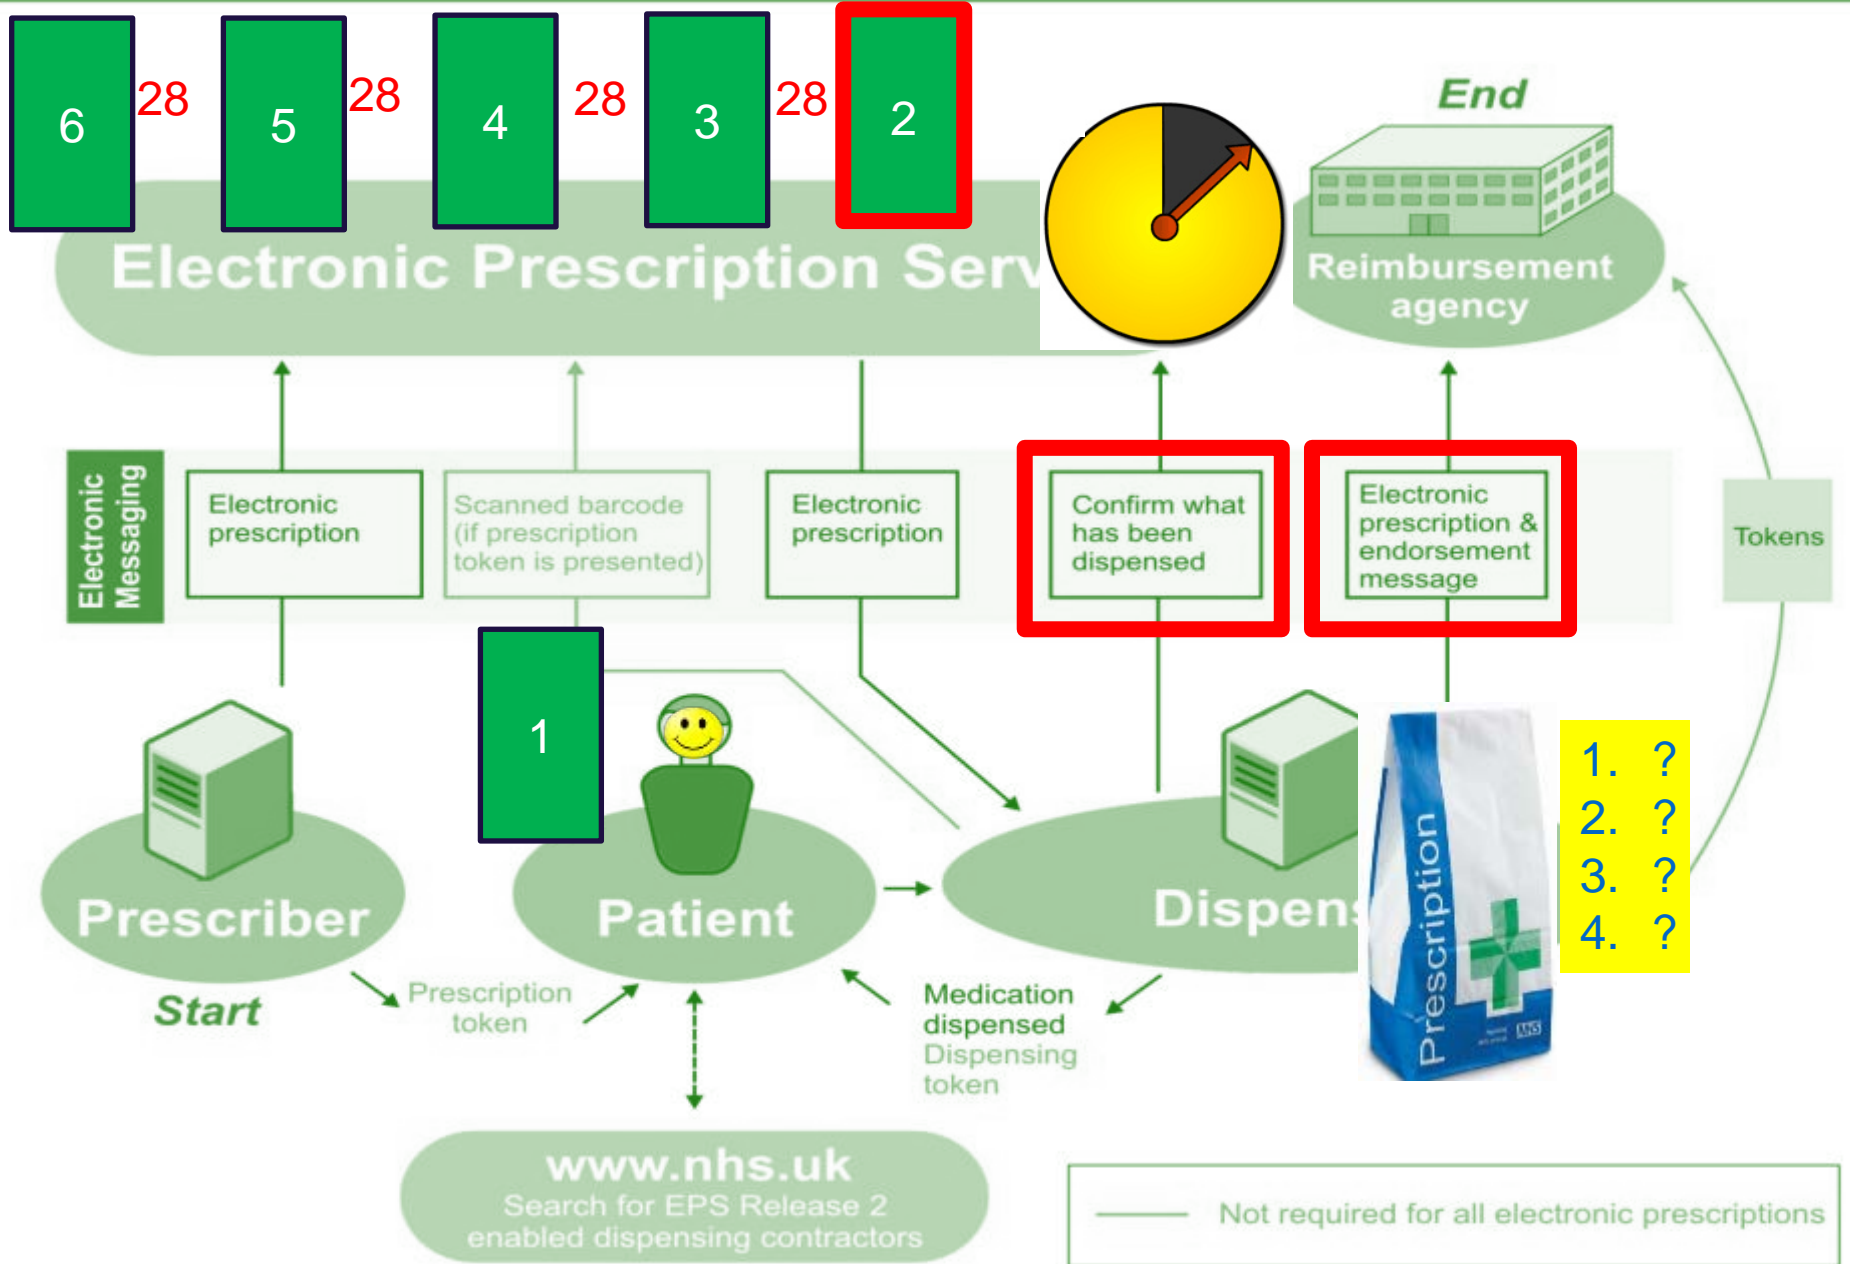 6
28
5
28
4
28
3
28
2
End
Electronic Prescription Serv
Reimbursement
agency
Electronic
Messaging
Electronic
prescription
Scanned barcode
(if prescription
token is presented)
Electronic
prescription
Confirm what
has been
dispensed
Electronic
prescription &
endorsement
message
Tokens
1
1. ?
2. ?
3. ?
4. ?
Prescription
NHS
Prescriber
Patient
Dispens
Start
Prescription
token
Medication
dispensed
Dispensing
token
www.nhs.uk
Search for EPS Release 2
enabled dispensing contractors
Not required for all electronic prescriptions